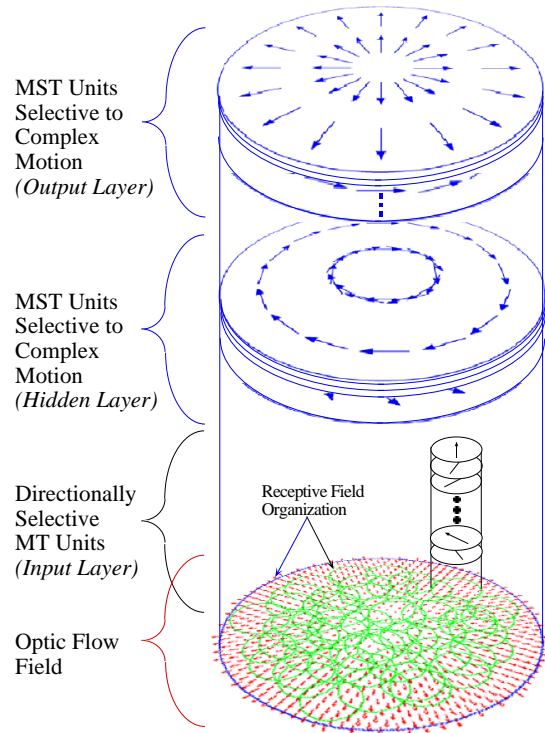 MST Units
Selective to
Complex
Motion
(Output Layer)
MST Units
Selective to
Complex
Motion
(Hidden Layer)
Directionally
Selective
MT Units
(Input Layer)
Receptive Field
Organization
Optic Flow
Field